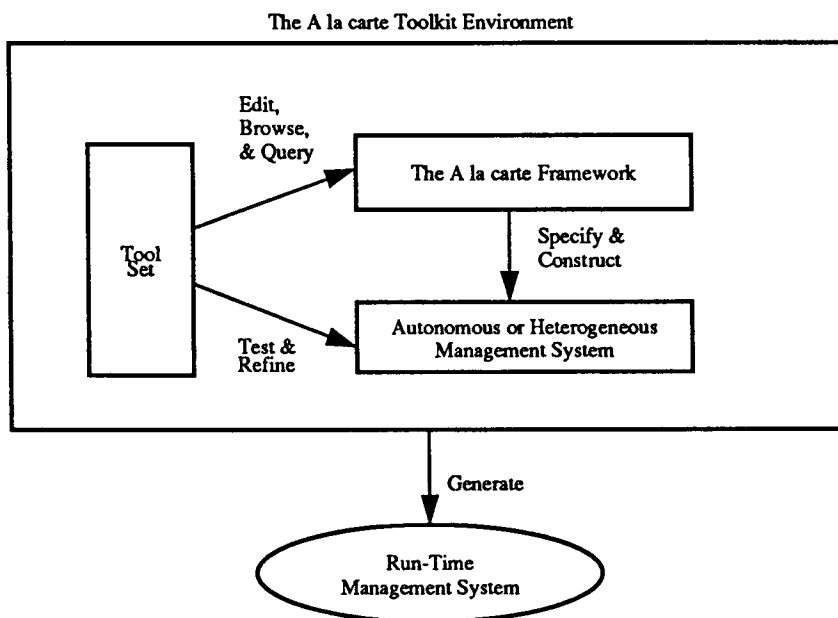 The A la carte Toolkit Environment
Edit,
Browse,
& Query
The A la carte Framework
Tool
Set
Specify &
Construct
Autonomous or Heterogeneous
Management System
Test &
Refine
Generate
Run-Time
Management System